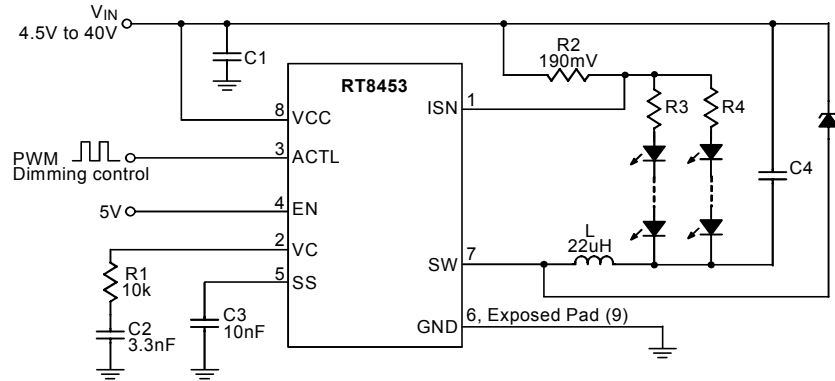 VIN
4.5V to 40V
C1
R2
190mV
RT8453
ISN
1
R3
R4
8
VCC
3
ACTL
PWM
Dimming control
C4
5V
4
EN
2
VC
L
22uH
7
SW
R1
10k
5
SS
C3
10nF
C2
3.3nF
GND
6, Exposed Pad (9)